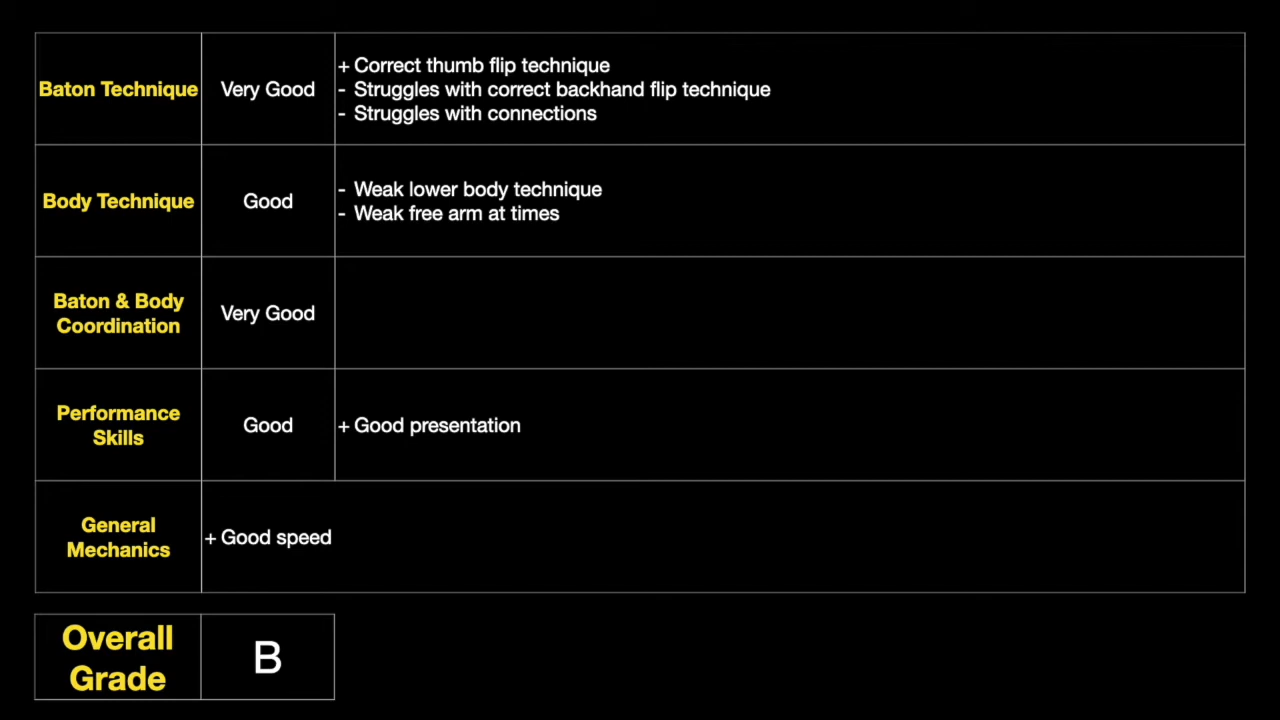 Baton Technique
Very Good
+ Correct thumb flip technique
- Struggles with correct backhand flip technique
- Struggles with connections
Body Technique
Good
- Weak lower body technique
- Weak free arm at times
Baton & Body
Coordination
Very Good
Performance
Skills
Good
+ Good presentation
General
Mechanics
+ Good speed
Overall
Grade
B